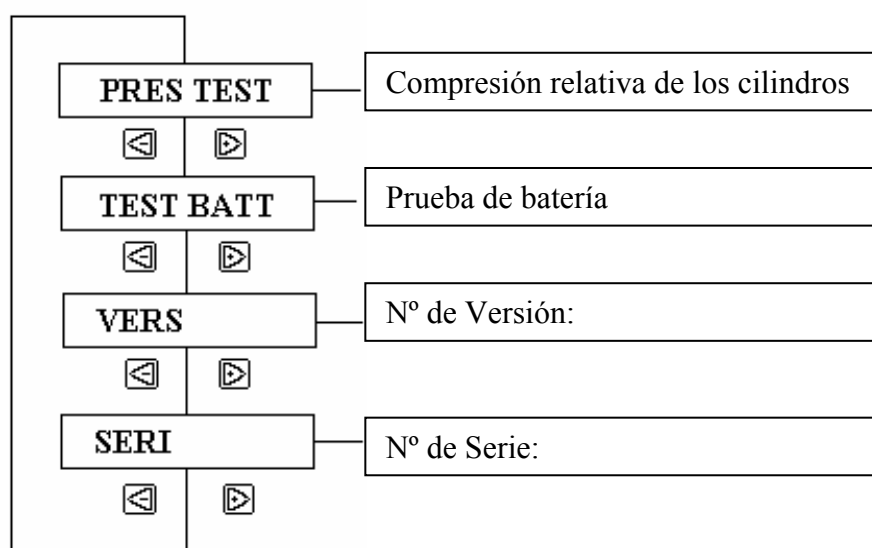 PRES TEST
Compresión relativa de los cilindros
TEST BATT
Prueba de batería
VERS
Nº de Versión:
SERI
Nº de Serie: